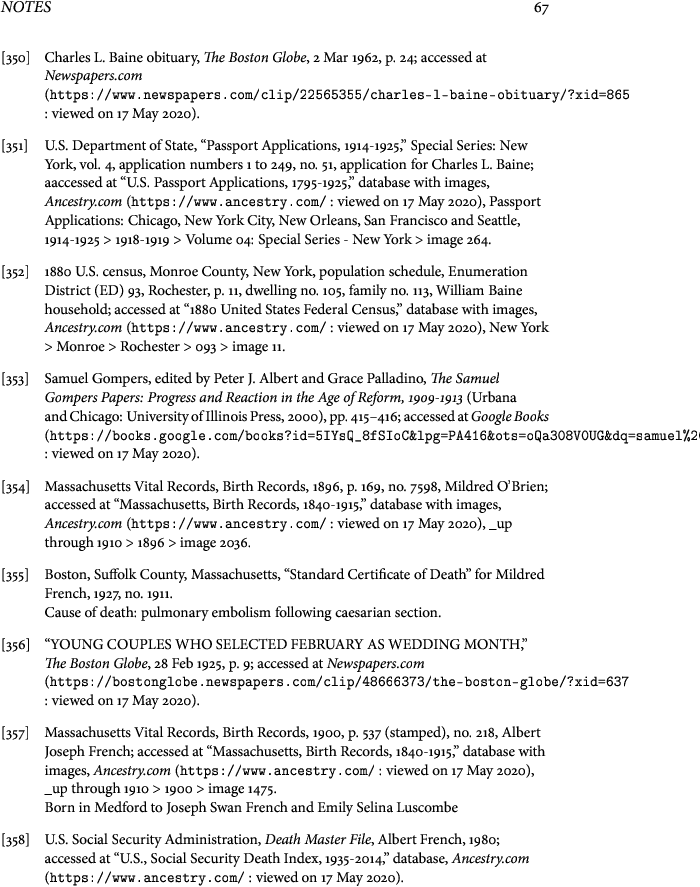 NOTES 67
[350] Charles L. Baine obituary, The Boston Globe, 2 Mar 1962, p. 24; accessed at
Newspapers.com
(https://www.newspapers.com/clip/22565355/charles-l-baine-obituary/?xid=865
: viewed on 17 May 2020).
[351] U.S. Department of State, “Passport Applications, 1914-1925,” Special Series: New
York, vol. 4, application numbers 1 to 249, no. 51, application for Charles L. Baine;
aaccessed at “U.S. Passport Applications, 1795-1925,” database with images,
Ancestry.com (https://www.ancestry.com/ : viewed on 17 May 2020), Passport
Applications: Chicago, New York City, New Orleans, San Francisco and Seattle,
1914-1925 > 1918-1919 > Volume 04: Special Series - New York > image 264.
[352] 1880 U.S. census, Monroe County, New York, population schedule, Enumeration
District (ED) 93, Rochester, p. 11, dwelling no. 105, family no. 113, William Baine
household; accessed at “1880 United States Federal Census,” database with images,
Ancestry.com (https://www.ancestry.com/ : viewed on 17 May 2020), New York
> Monroe > Rochester > 093 > image 11.
[353] Samuel Gompers, edited by Peter J. Albert and Grace Palladino, The Samuel
Gompers Papers: Progress and Reaction in the Age of Reform, 1909-1913 (Urbana
and Chicago: University of Illinois Press, 2000), pp. 415–416; accessed at Google Books
(https://books.google.com/books?id=5IYsQ_8fSIoC&lpg=PA416&ots=oQa308V0UG&dq=samuel%2
: viewed on 17 May 2020).
[354] Massachusetts Vital Records, Birth Records, 1896, p. 169, no. 7598, Mildred O’Brien;
accessed at “Massachusetts, Birth Records, 1840-1915,” database with images,
Ancestry.com (https://www.ancestry.com/ : viewed on 17 May 2020), _up
through 1910 > 1896 > image 2036.
[355] Boston, Suffolk County, Massachusetts, “Standard Certificate of Death” for Mildred
French, 1927, no. 1911.
Cause of death: pulmonary embolism following caesarian section.
[356] “YOUNG COUPLES WHO SELECTED FEBRUARY AS WEDDING MONTH,”
The Boston Globe, 28 Feb 1925, p. 9; accessed at Newspapers.com
(https://bostonglobe.newspapers.com/clip/48666373/the-boston-globe/?xid=637
: viewed on 17 May 2020).
[357] Massachusetts Vital Records, Birth Records, 1900, p. 537 (stamped), no. 218, Albert
Joseph French; accessed at “Massachusetts, Birth Records, 1840-1915,” database with
images, Ancestry.com (https://www.ancestry.com/ : viewed on 17 May 2020),
_up through 1910 > 1900 > image 1475.
Born in Medford to Joseph Swan French and Emily Selina Luscombe
[358] U.S. Social Security Administration, Death Master File, Albert French, 1980;
accessed at “U.S., Social Security Death Index, 1935-2014,” database, Ancestry.com
(https://www.ancestry.com/ : viewed on 17 May 2020).